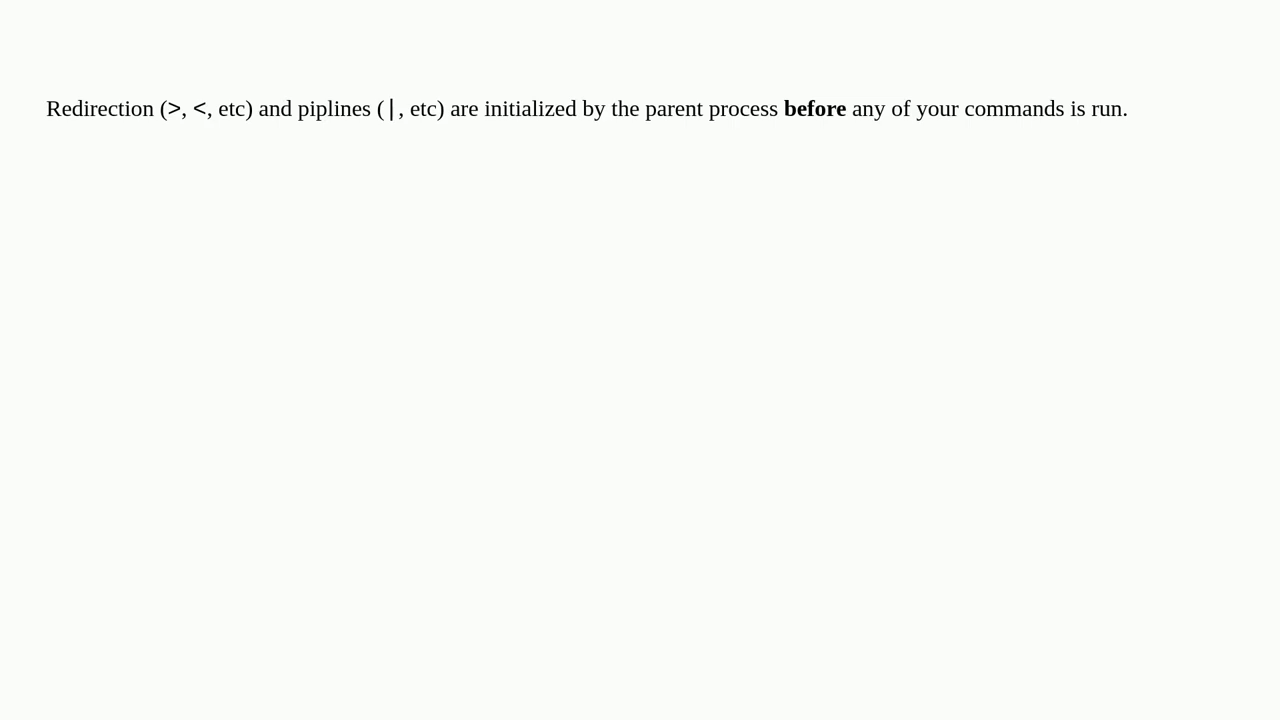 Redirection (>, <, etc) and piplines (|, etc) are initialized by the parent process before any of your commands is run.